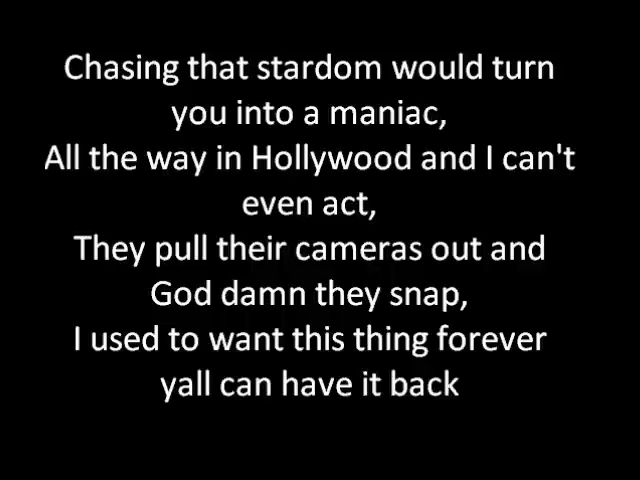 Chasing that stardom would turn
you into a maniac,
All the way in Hollywood and I can't
even act,
They pull their cameras out and
God damn they snap,
I used to want this thing forever
yall can have it back